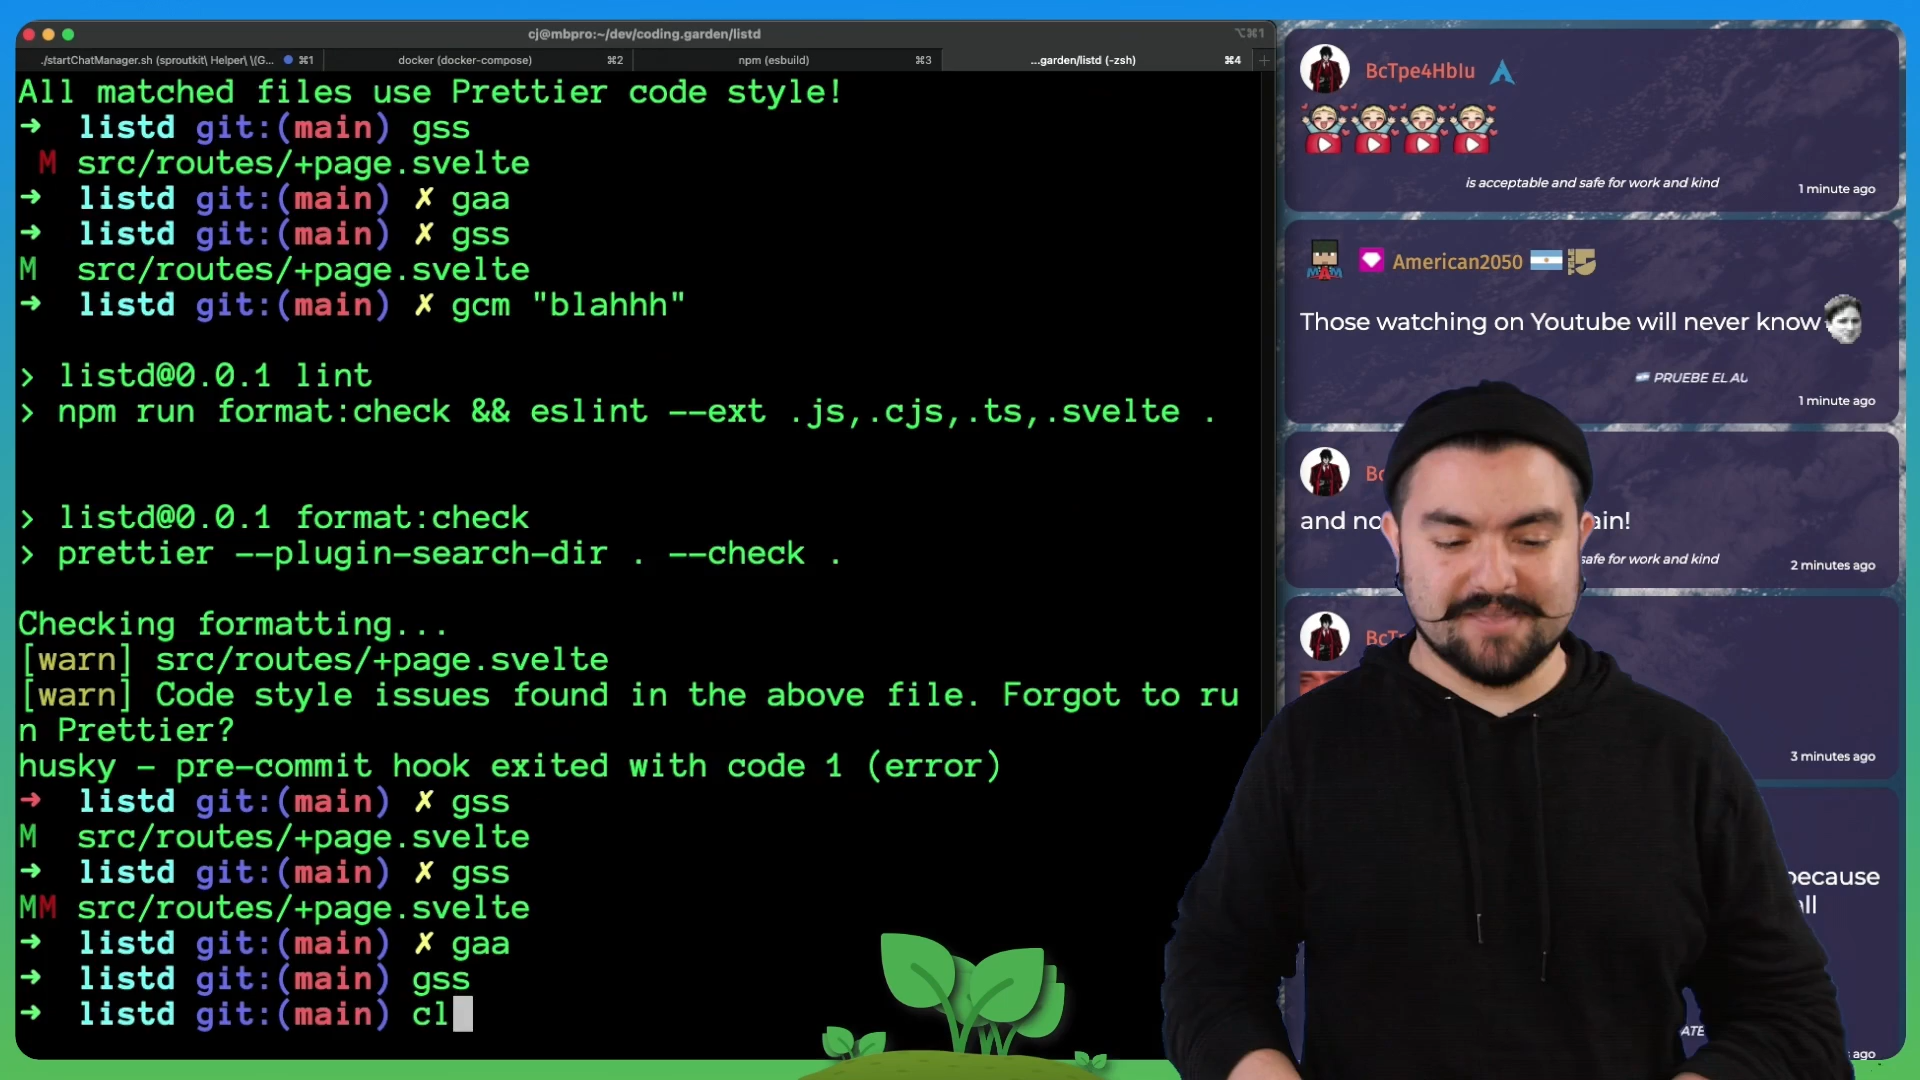 cj@mbpro:~/dev/coding.garden/listd
⌥⌘1
./startChatManager.sh (sproutkit\ Helper\ \(G... ⌘1
docker (docker-compose) ⌘2
npm (esbuild) ⌘3
...garden/listd (-zsh) ⌘4
All matched files use Prettier code style!
➜ listd git:(main) gss
M src/routes/+page.svelte
➜ listd git:(main) ✗ gaa
➜ listd git:(main) ✗ gss
M src/routes/+page.svelte
➜ listd git:(main) ✗ gcm "blahhh"
> listd@0.0.1 lint
> npm run format:check && eslint --ext .js,.cjs,.ts,.svelte .
> listd@0.0.1 format:check
> prettier --plugin-search-dir . --check .
Checking formatting...
[warn] src/routes/+page.svelte
[warn] Code style issues found in the above file. Forgot to ru
n Prettier?
husky - pre-commit hook exited with code 1 (error)
➜ listd git:(main) ✗ gss
M src/routes/+page.svelte
➜ listd git:(main) ✗ gss
MM src/routes/+page.svelte
➜ listd git:(main) ✗ gaa
➜ listd git:(main) gss
➜ listd git:(main) cl
BcTpe4HbIu
is acceptable and safe for work and kind
1 minute ago
American2050
Those watching on Youtube will never know
PRUEBE EL AU
1 minute ago
and
safe for work and kind
2 minutes ago
3 minutes ago
because
ago